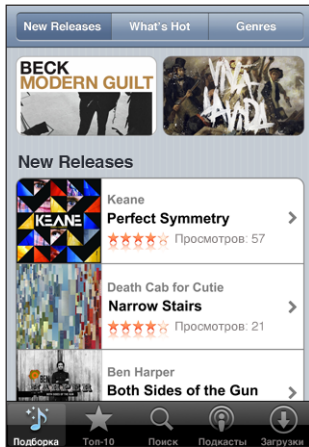 New Releases What's Hot Genres
BECK
MODERN GUILT
VIVA
LA VIDA
New Releases
KEANE
Keane
Perfect Symmetry
Просмотров: 57
Death Cab for Cutie
Narrow Stairs
Просмотров: 21
Ben Harper
Both Sides of the Gun
Подборка Топ-10 Поиск Подкасты Загрузки